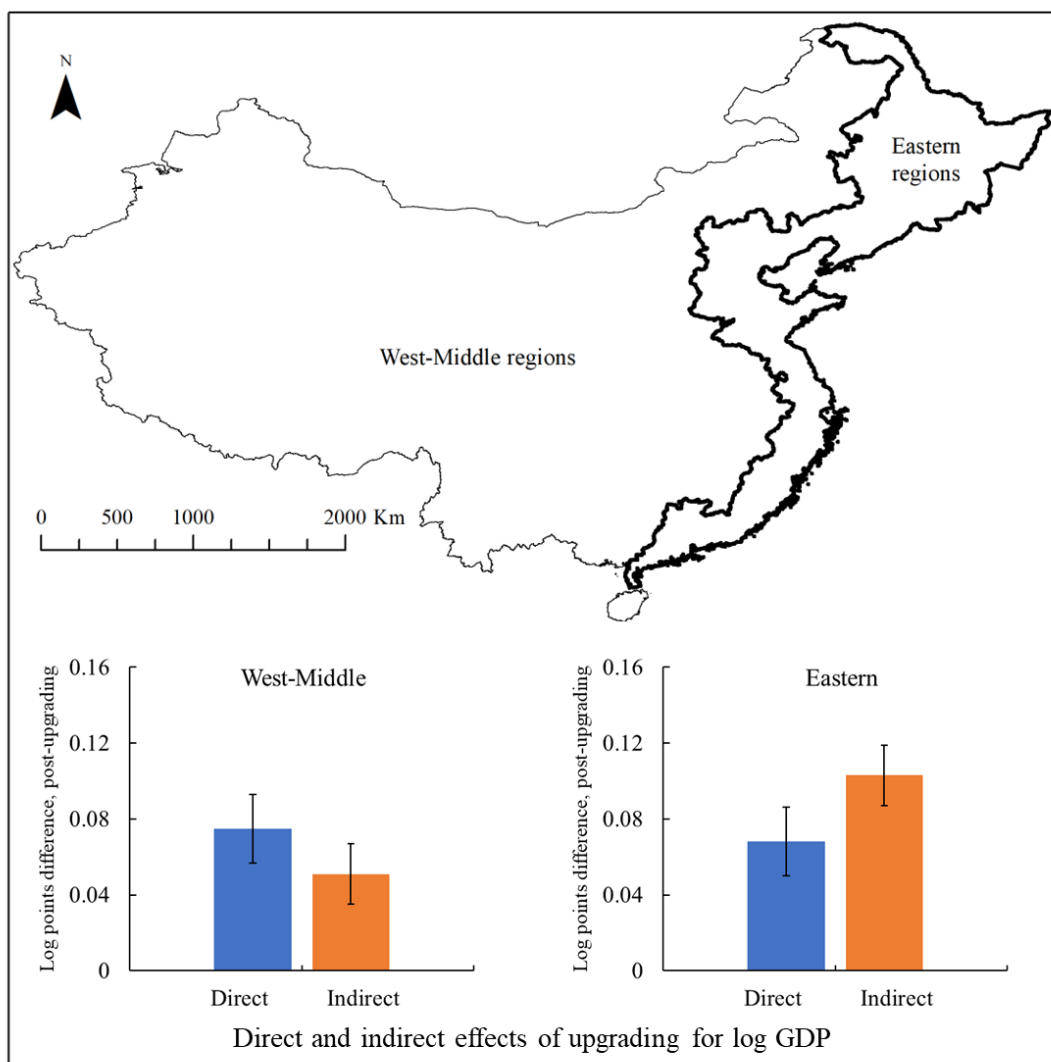 N
Eastern
regions
West-Middle regions
0 500 1000 2000 Km
Log points difference, post-upgrading
0.16
0.12
0.08
0.04
0
West-Middle
Direct Indirect
Log points difference, post-upgrading
0.16
0.12
0.08
0.04
0
Eastern
Direct Indirect
Direct and indirect effects of upgrading for log GDP